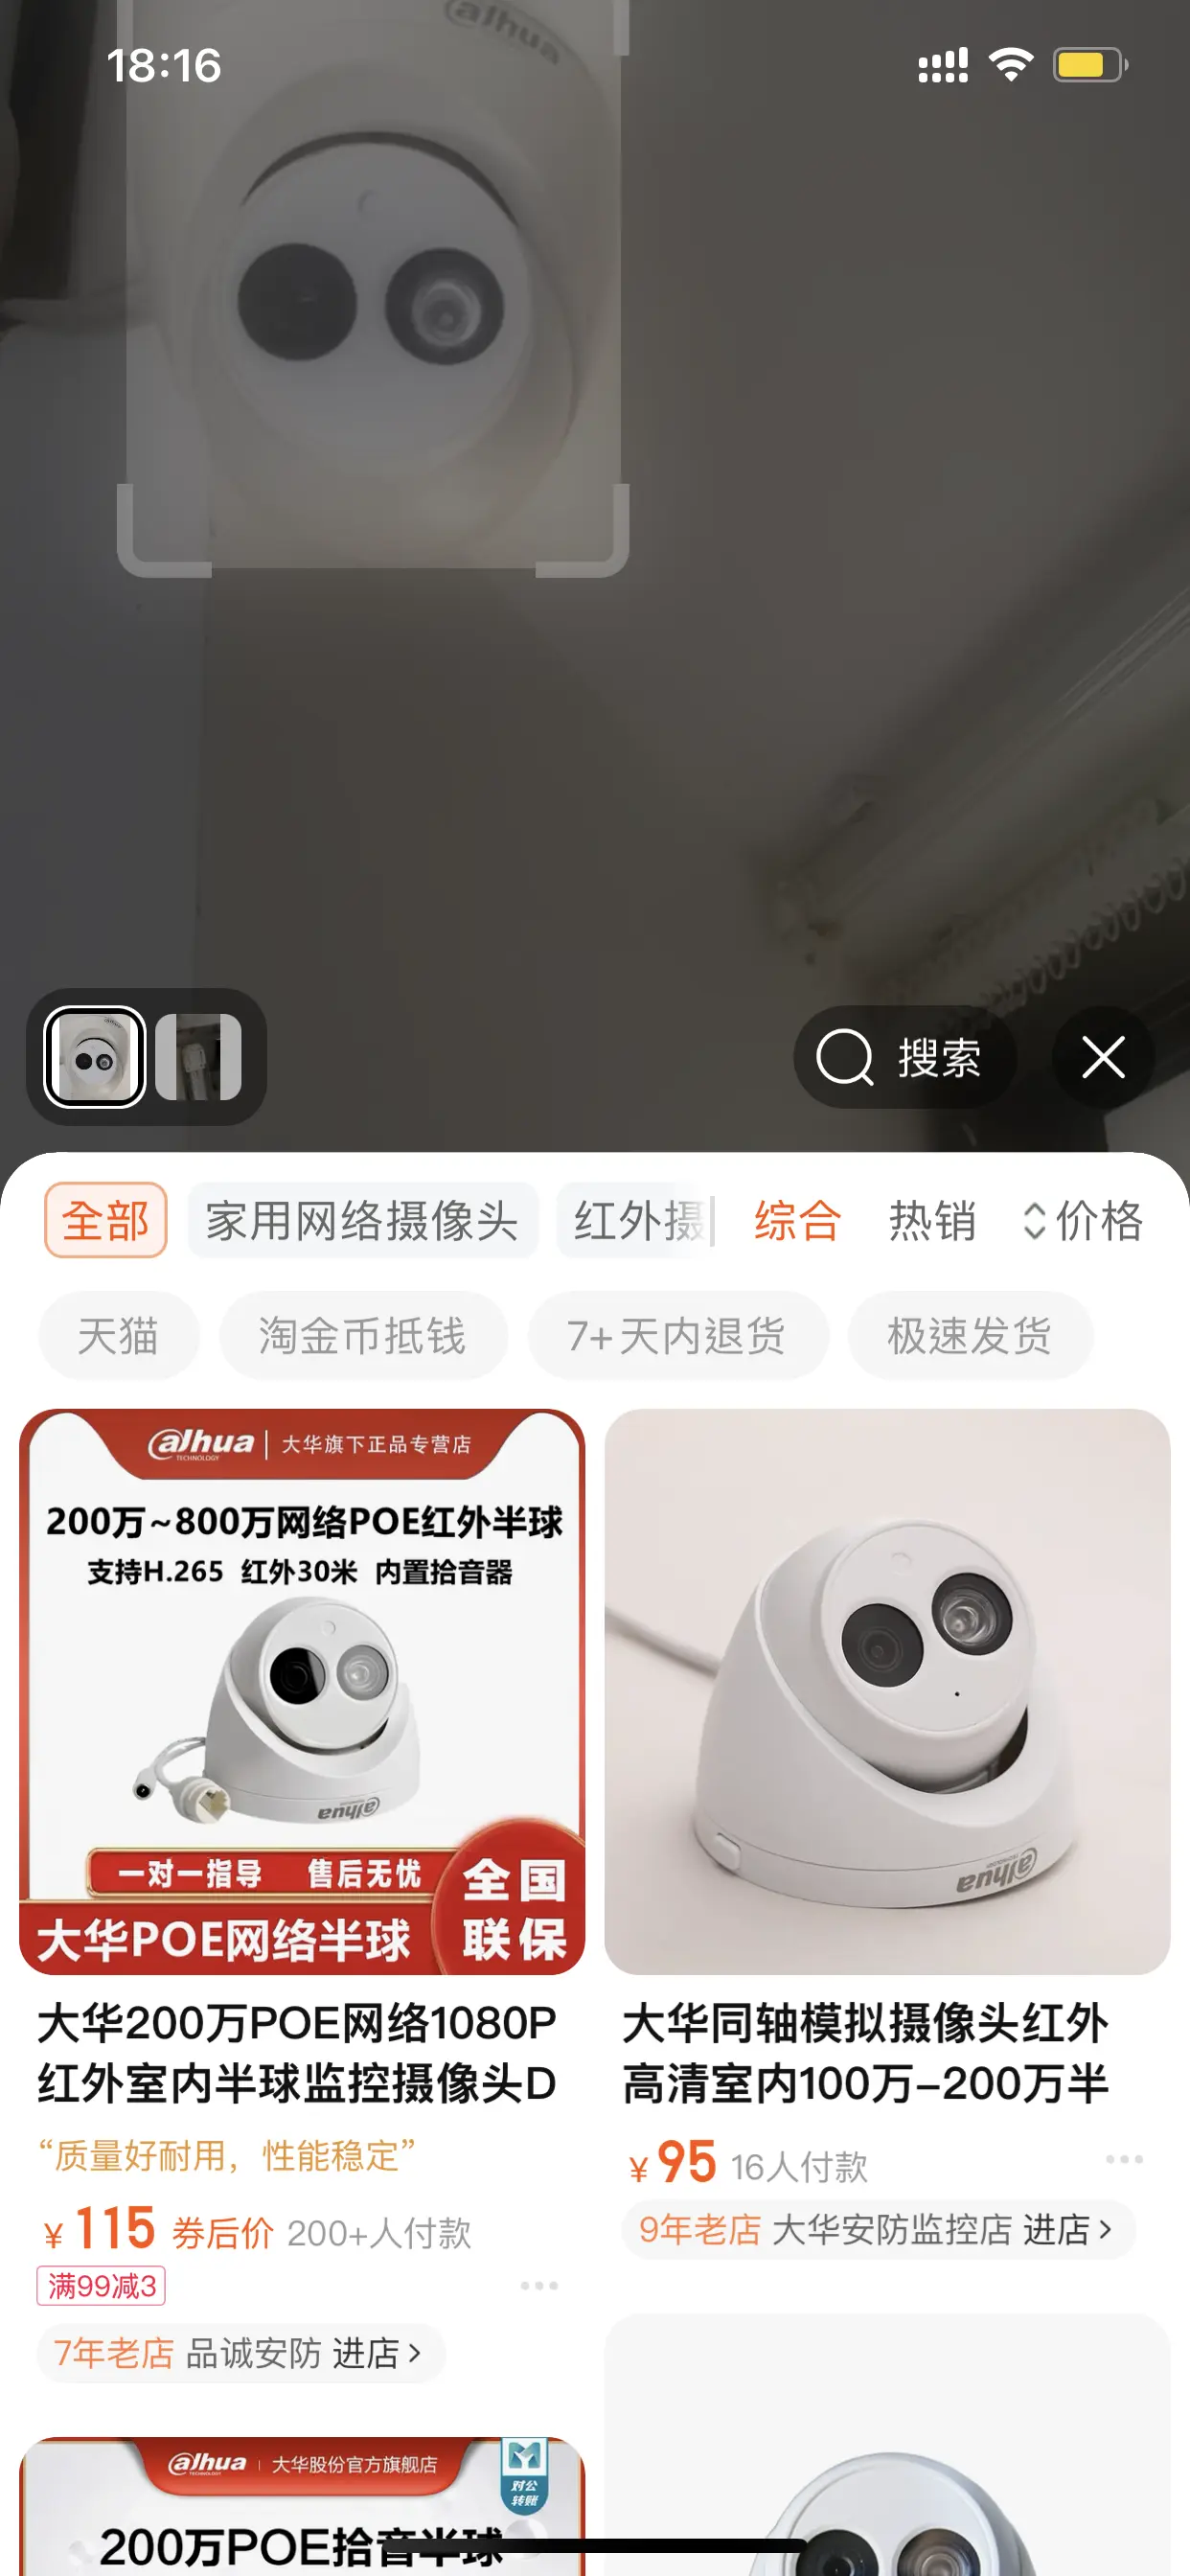 alhua
18:16
搜索
全部
家用网络摄像头
红外摄
综合
热销
价格
天猫
淘金币抵钱
7+天内退货
极速发货
alhua
TECHNOLOGY
大华旗下正品专营店
200万~800万网络POE红外半球
支持H.265 红外30米 内置拾音器
alhua
一对一指导 售后无忧
全国
联保
大华POE网络半球
alhua
大华200万POE网络1080P
红外室内半球监控摄像头D
“质量好耐用，性能稳定”
¥115 券后价 200+人付款
满99减3
7年老店 品诚安防 进店
大华同轴模拟摄像头红外
高清室内100万-200万半
¥95 16人付款
9年老店 大华安防监控店 进店
alhua
TECHNOLOGY
大华股份官方旗舰店
对公
转账
200万POE拾音半球